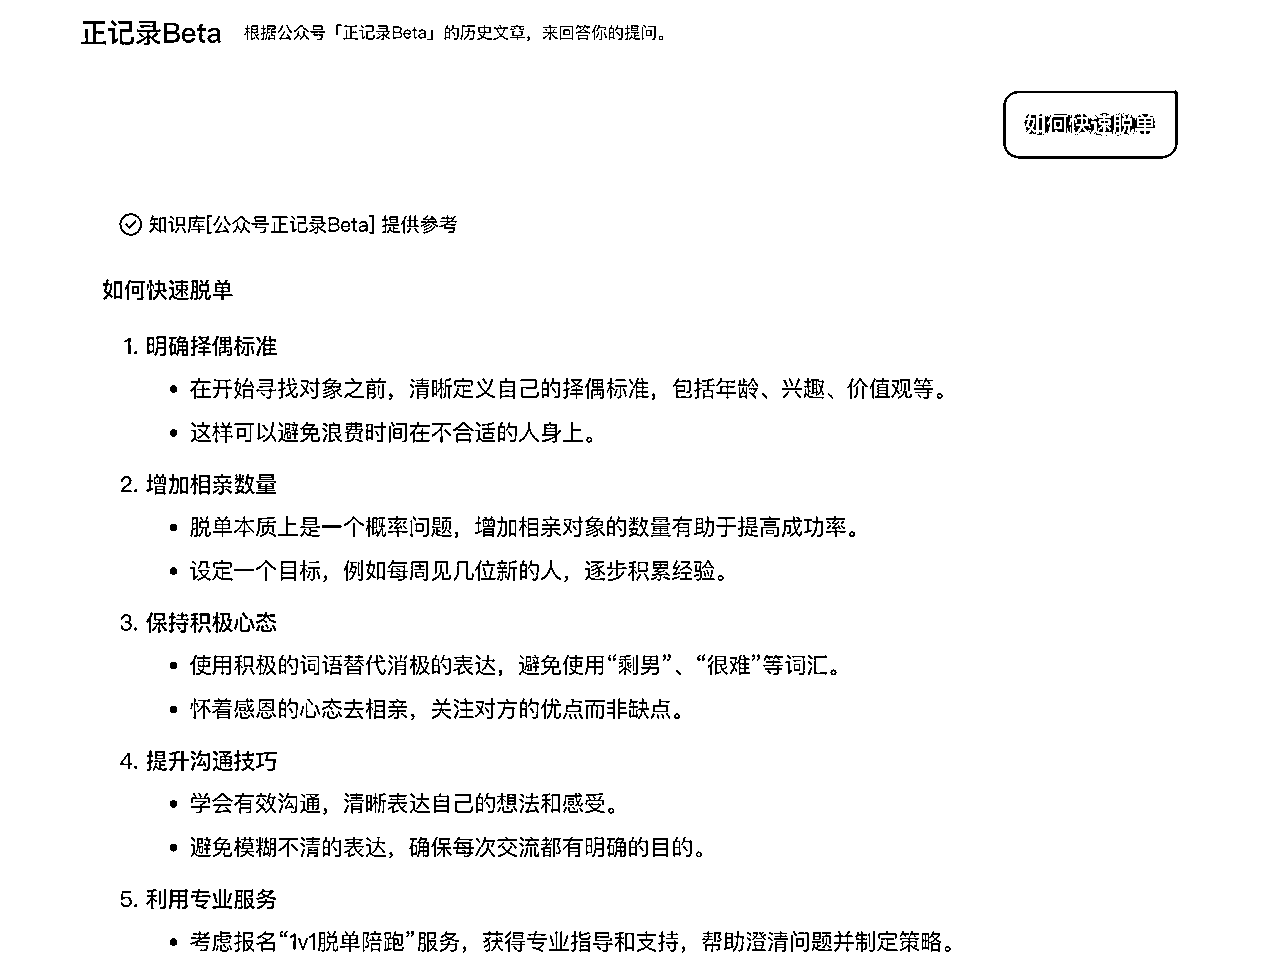 正记录Beta 根据公众号「正记录Beta」的历史文章，来回答你的提问。
如何快速脱单
知识库[公众号正记录Beta] 提供参考
如何快速脱单
1. 明确择偶标准
• 在开始寻找对象之前，清晰定义自己的择偶标准，包括年龄、兴趣、价值观等。
• 这样可以避免浪费时间在不合适的人身上。
2. 增加相亲数量
• 脱单本质上是一个概率问题，增加相亲对象的数量有助于提高成功率。
• 设定一个目标，例如每周见几位新的人，逐步积累经验。
3. 保持积极心态
• 使用积极的词语替代消极的表达，避免使用“剩男”、“很难”等词汇。
• 怀着感恩的心态去相亲，关注对方的优点而非缺点。
4. 提升沟通技巧
• 学会有效沟通，清晰表达自己的想法和感受。
• 避免模糊不清的表达，确保每次交流都有明确的目的。
5. 利用专业服务
• 考虑报名“1v1脱单陪跑”服务，获得专业指导和支持，帮助澄清问题并制定策略。